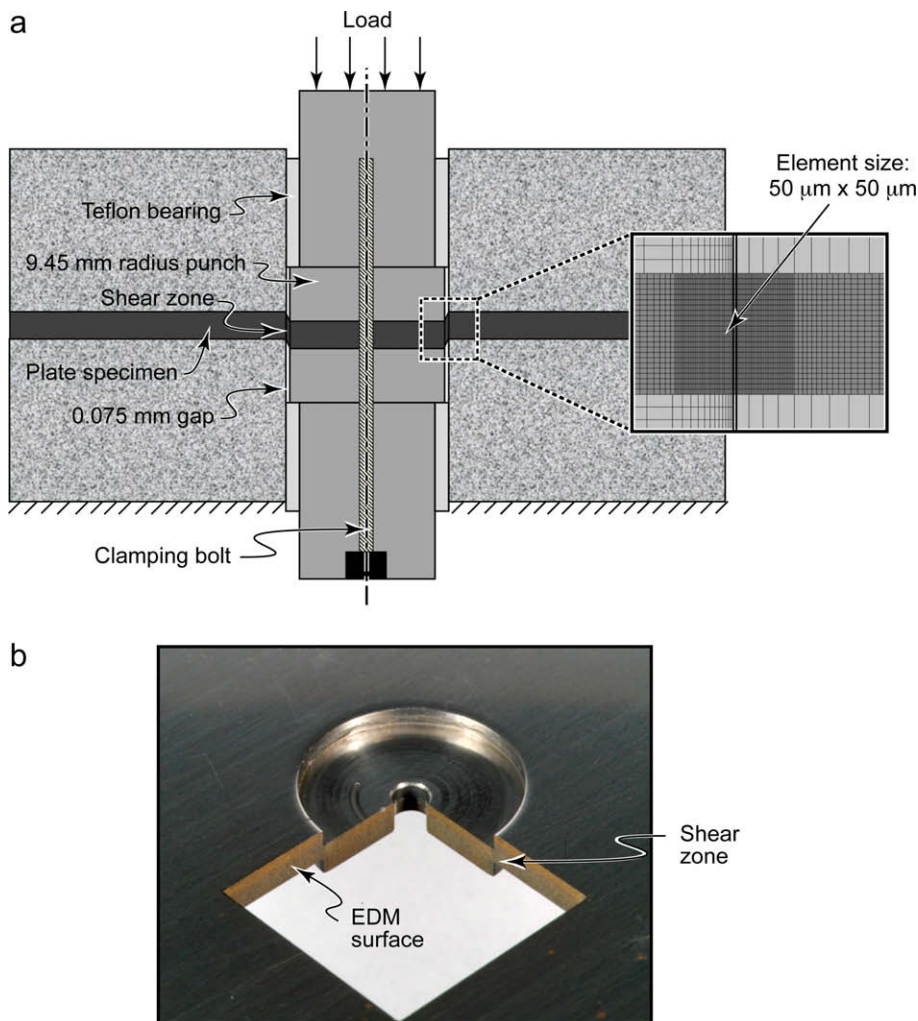 a
Load
Teflon bearing
9.45 mm radius punch
Shear zone
Plate specimen
0.075 mm gap
Clamping bolt
Element size:
50 μm x 50 μm
b
Shear
zone
EDM
surface